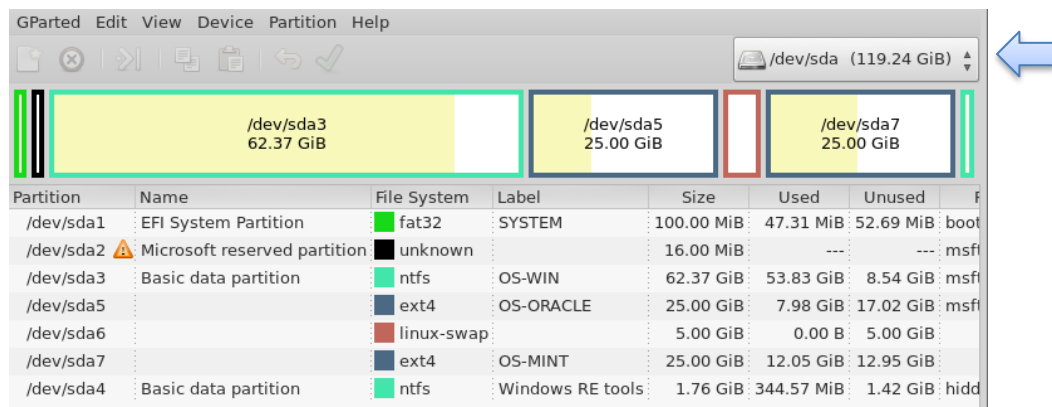 GParted Edit View Device Partition Help
/dev/sda (119.24 GiB)
/dev/sda3 /dev/sda5 /dev/sda7
62.37 GiB 25.00 GiB 25.00 GiB
Partition Name File System Label Size Used Unused
/dev/sda1 EFI System Partition fat32 SYSTEM 100.00 MiB 47.31 MiB 52.69 MiB boot
/dev/sda2 Microsoft reserved partition unknown 16.00 MiB --- --- msft
/dev/sda3 Basic data partition ntfs OS-WIN 62.37 GiB 53.83 GiB 8.54 GiB msft
/dev/sda5 ext4 OS-ORACLE 25.00 GiB 7.98 GiB 17.02 GiB msft
/dev/sda6 linux-swap 5.00 GiB 0.00 B 5.00 GiB
/dev/sda7 ext4 OS-MINT 25.00 GiB 12.05 GiB 12.95 GiB
/dev/sda4 Basic data partition ntfs Windows RE tools 1.76 GiB 344.57 MiB 1.42 GiB hidd